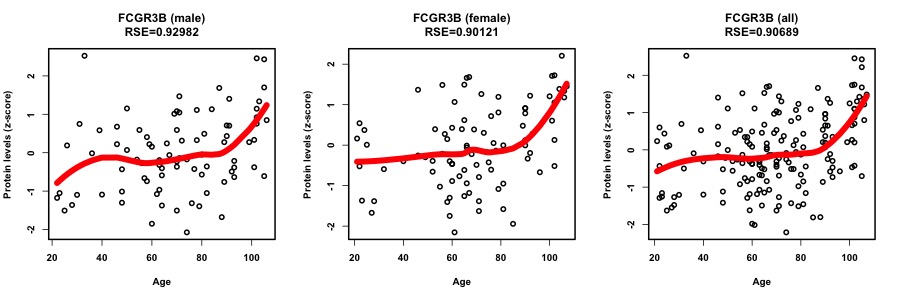 FCGR3B (male)
RSE=0.92982
Protein levels (z-score)
2
1
0
-1
-2
20
40
60
80
100
Age
FCGR3B (female)
RSE=0.90121
Protein levels (z-score)
2
1
0
-1
-2
20
40
60
80
100
Age
FCGR3B (all)
RSE=0.90689
Protein levels (z-score)
2
1
0
-1
-2
20
40
60
80
100
Age